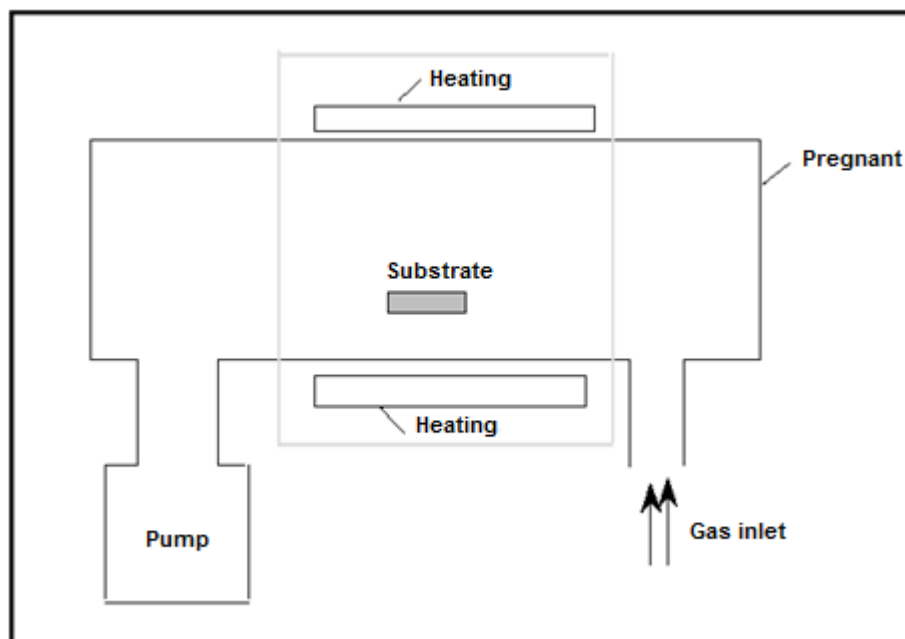 Heating
Pregnant
Substrate
Heating
Pump
Gas inlet